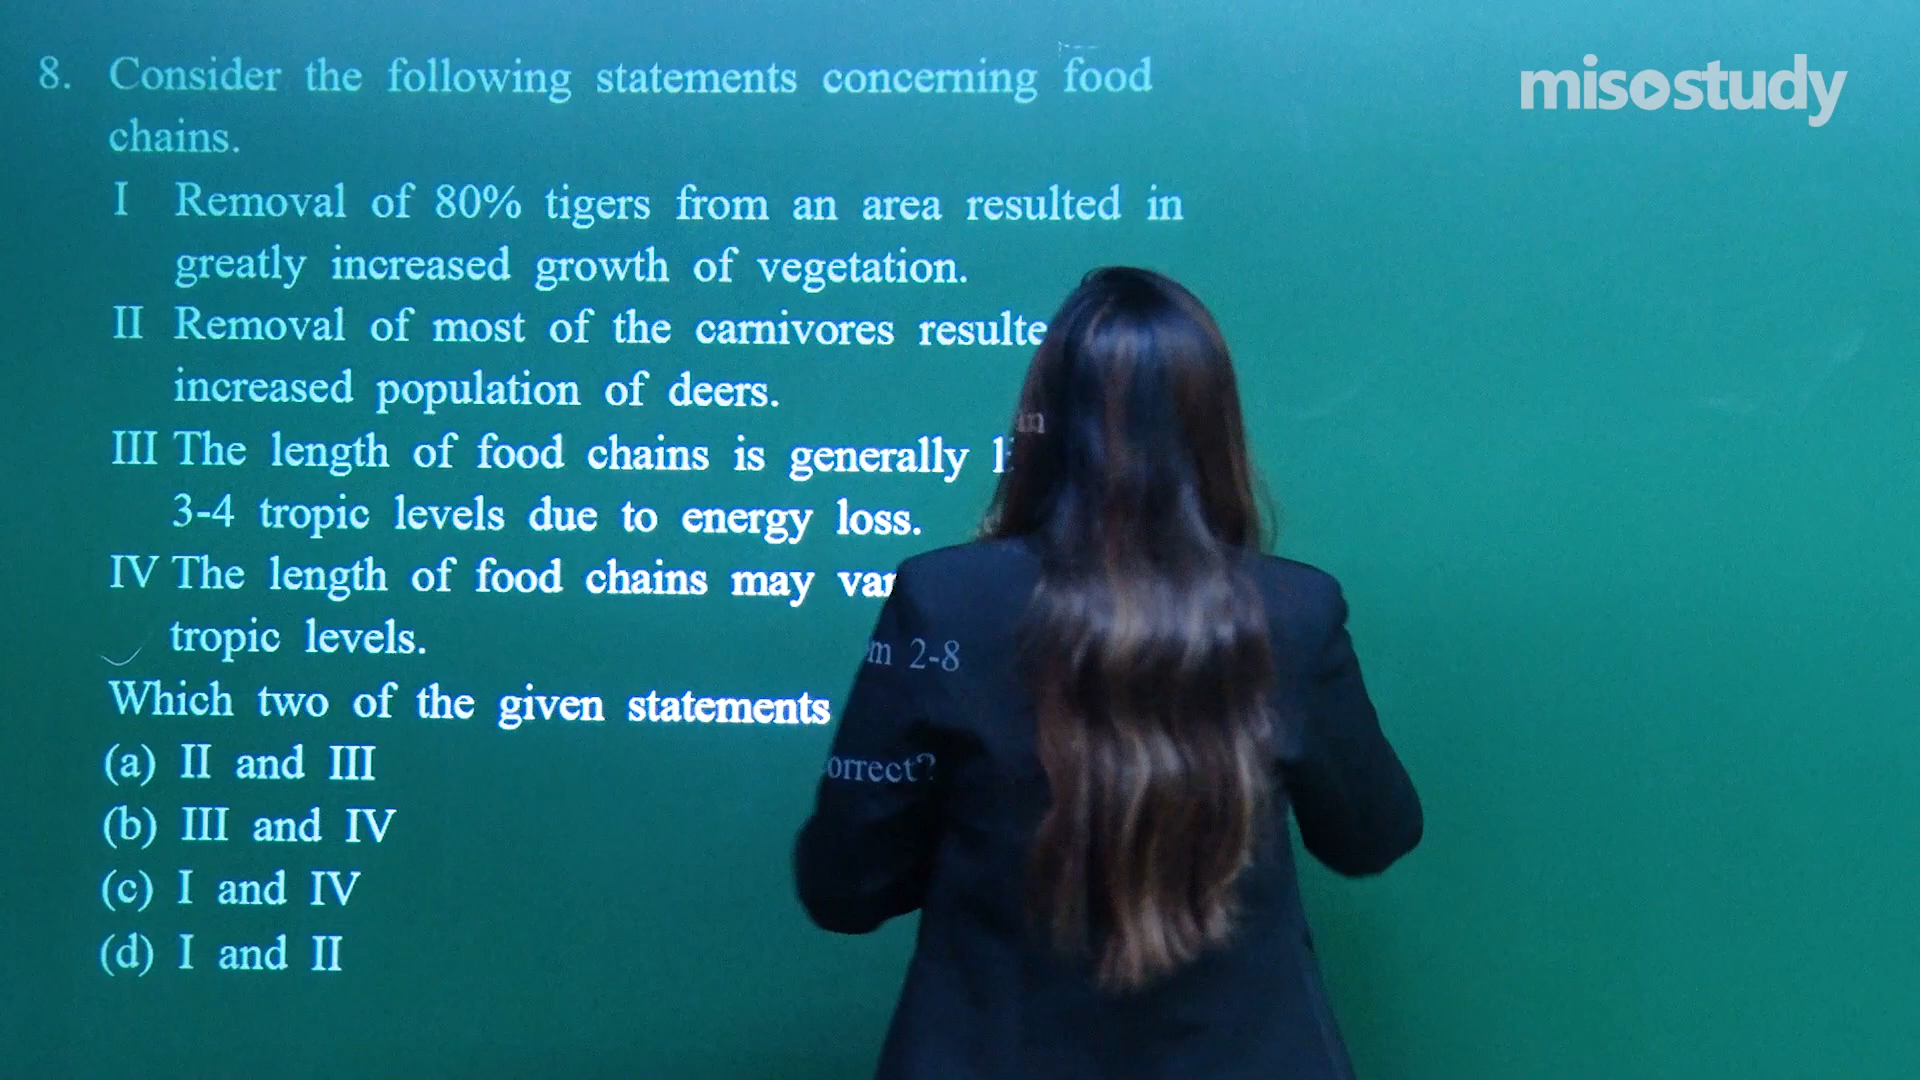 misostudy
8. Consider the following statements concerning food
chains.
I Removal of 80% tigers from an area resulted in
greatly increased growth of vegetation.
II Removal of most of the carnivores resulte in
increased population of deers.
III The length of food chains is generally
3-4 tropic levels due to energy loss.
IV The length of food chains may 2-8
tropic levels.
Which two of the given statements orrect?
(a) II and III
(b) III and IV
(c) I and IV
(d) I and II